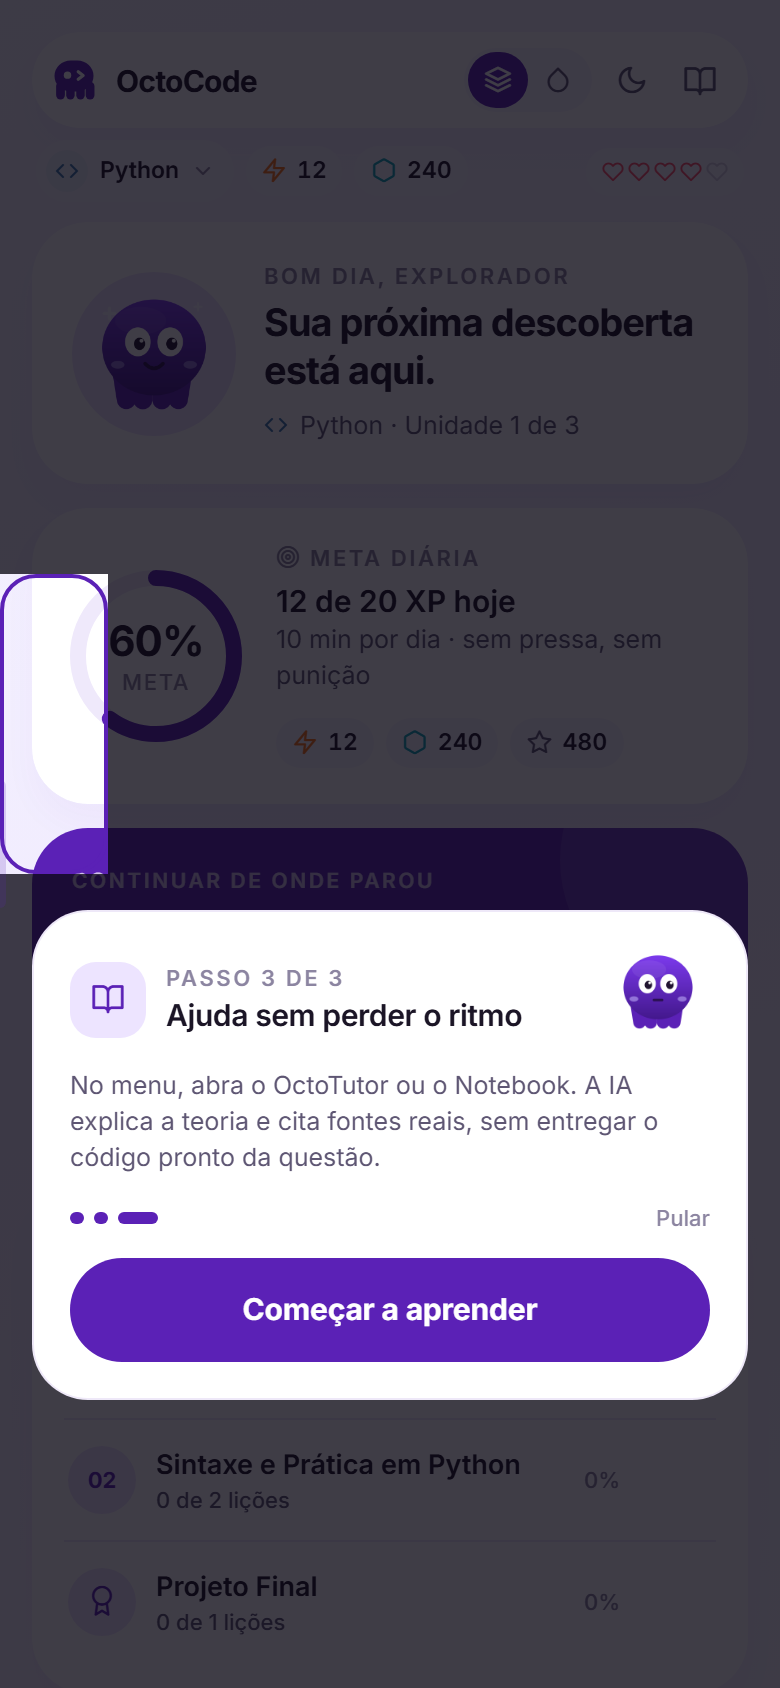 OctoCode
Python
12
240
BOM DIA, EXPLORADOR
Sua próxima descoberta
está aqui.
Python · Unidade 1 de 3
60%
META
META DIÁRIA
12 de 20 XP hoje
10 min por dia · sem pressa, sem
punição
12
240
480
CONTINUAR DE ONDE PAROU
PASSO 3 DE 3
Ajuda sem perder o ritmo
No menu, abra o OctoTutor ou o Notebook. A IA
explica a teoria e cita fontes reais, sem entregar o
código pronto da questão.
Pular
Começar a aprender
02
Sintaxe e Prática em Python
0 de 2 lições
0%
Projeto Final
0 de 1 lições
0%